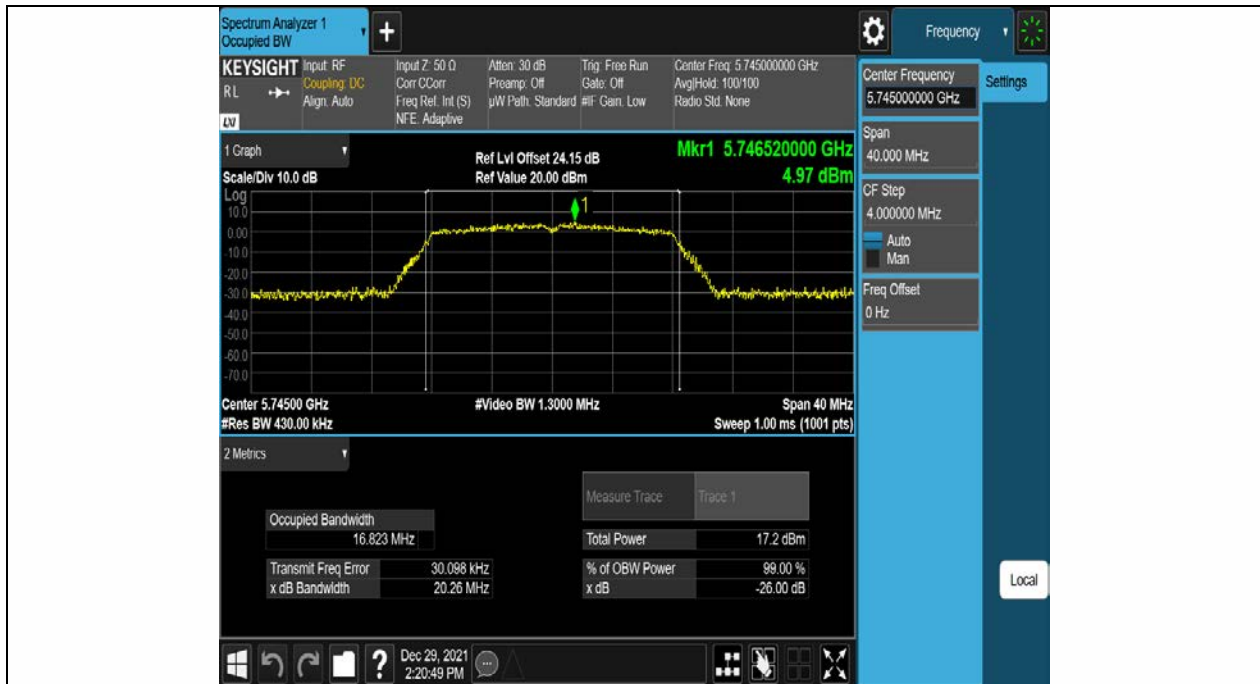 Spectrum Analyzer 1
Occupied BW
+
Frequency
KEYSIGHT
RL
LXI
Input: RF
Coupling: DC
Align: Auto
Input Z: 50 Ω
Corr CCorr
Freq Ref: Int (S)
NFE: Adaptive
Atten: 30 dB
Preamp: Off
µW Path: Standard
Trig: Free Run
Gate: Off
#IF Gain: Low
Center Freq: 5.745000000 GHz
Avg|Hold: 100/100
Radio Std: None
Center Frequency
5.745000000 GHz
Settings
Span
40.000 MHz
CF Step
4.000000 MHz
Auto
Man
Freq Offset
0 Hz
Local
1 Graph
Scale/Div 10.0 dB
Ref Lvl Offset 24.15 dB
Ref Value 20.00 dBm
Mkr1 5.746520000 GHz
4.97 dBm
Log
10.0
0.00
-10.0
-20.0
-30.0
-40.0
-50.0
-60.0
-70.0
1
Center 5.74500 GHz
#Res BW 430.00 kHz
#Video BW 1.3000 MHz
Span 40 MHz
Sweep 1.00 ms (1001 pts)
2 Metrics
Measure Trace Trace 1
Occupied Bandwidth
16.823 MHz
Total Power 17.2 dBm
Transmit Freq Error 30.098 kHz
% of OBW Power 99.00 %
x dB Bandwidth 20.26 MHz
x dB -26.00 dB
?
Dec 29, 2021
2:20:49 PM